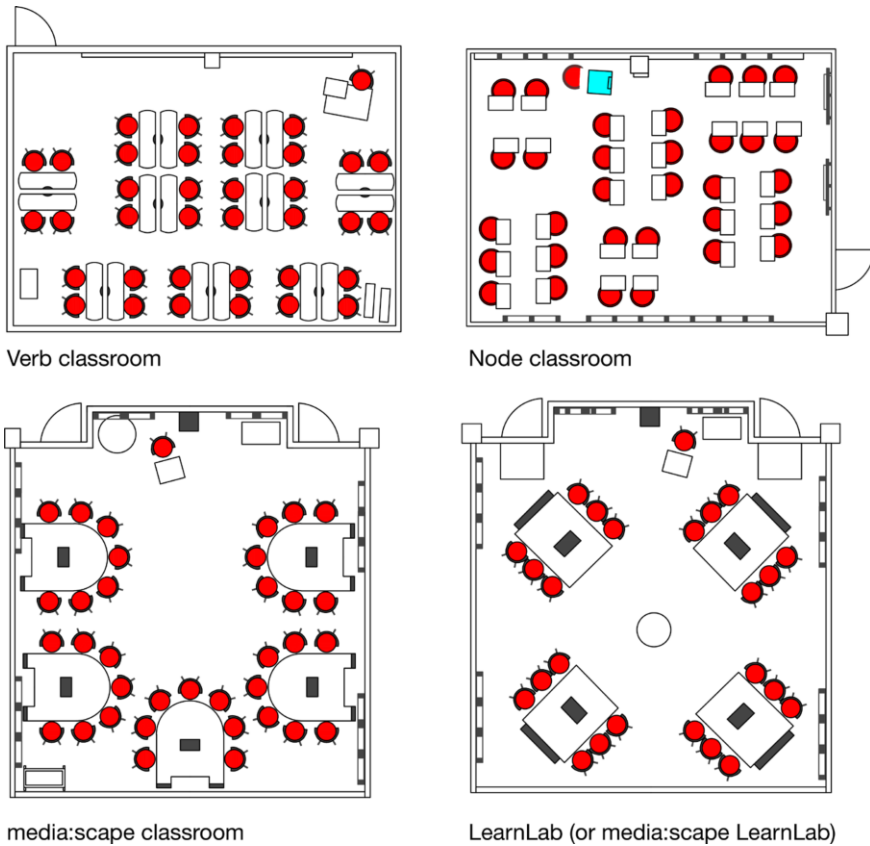 Verb classroom
Node classroom
media:scape classroom
LearnLab (or media:scape LearnLab)